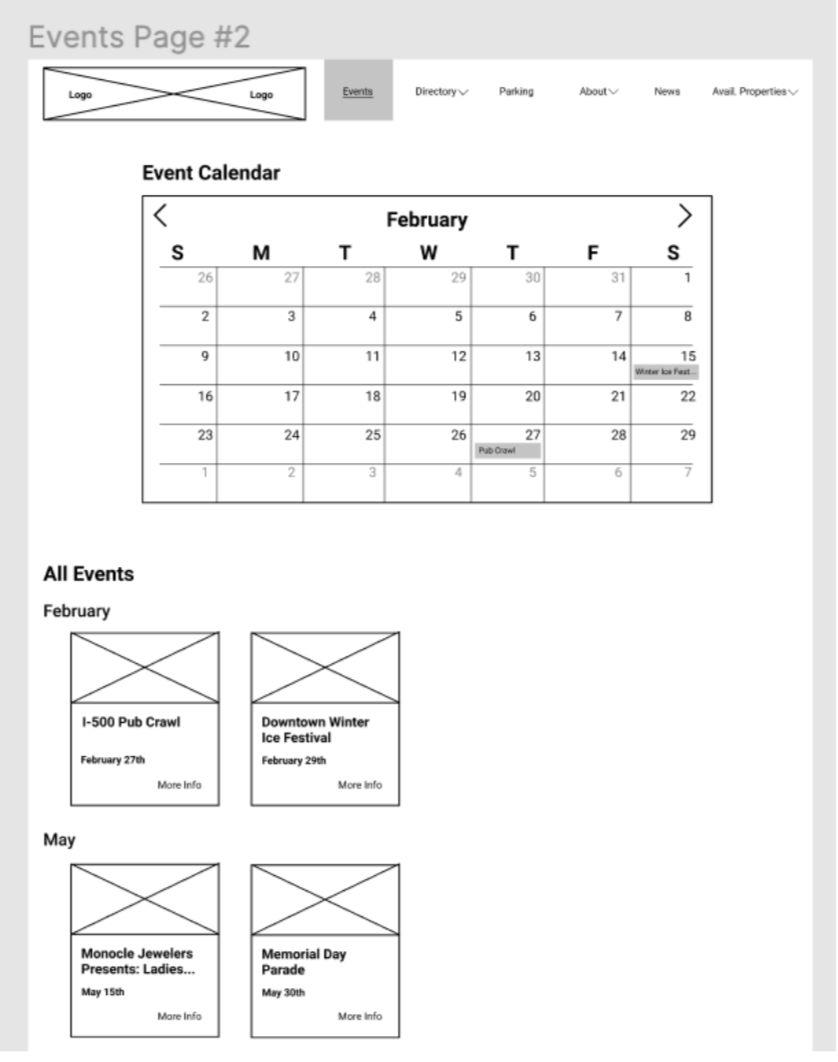 Events Page #2
Logo Logo Events Directory Parking About News Avail. Properties
Event Calendar
February
S M T W T F S
26 27 28 29 30 31 1
2 3 4 5 6 7 8
9 10 11 12 13 14 15
Winter Ice Fest...
16 17 18 19 20 21 22
23 24 25 26 27 28 29
Pub Crawl
1 2 3 4 5 6 7
All Events
February
I-500 Pub Crawl
February 27th
More Info
Downtown Winter
Ice Festival
February 29th
More Info
May
Monocle Jewelers
Presents: Ladies...
May 15th
More Info
Memorial Day
Parade
May 30th
More Info